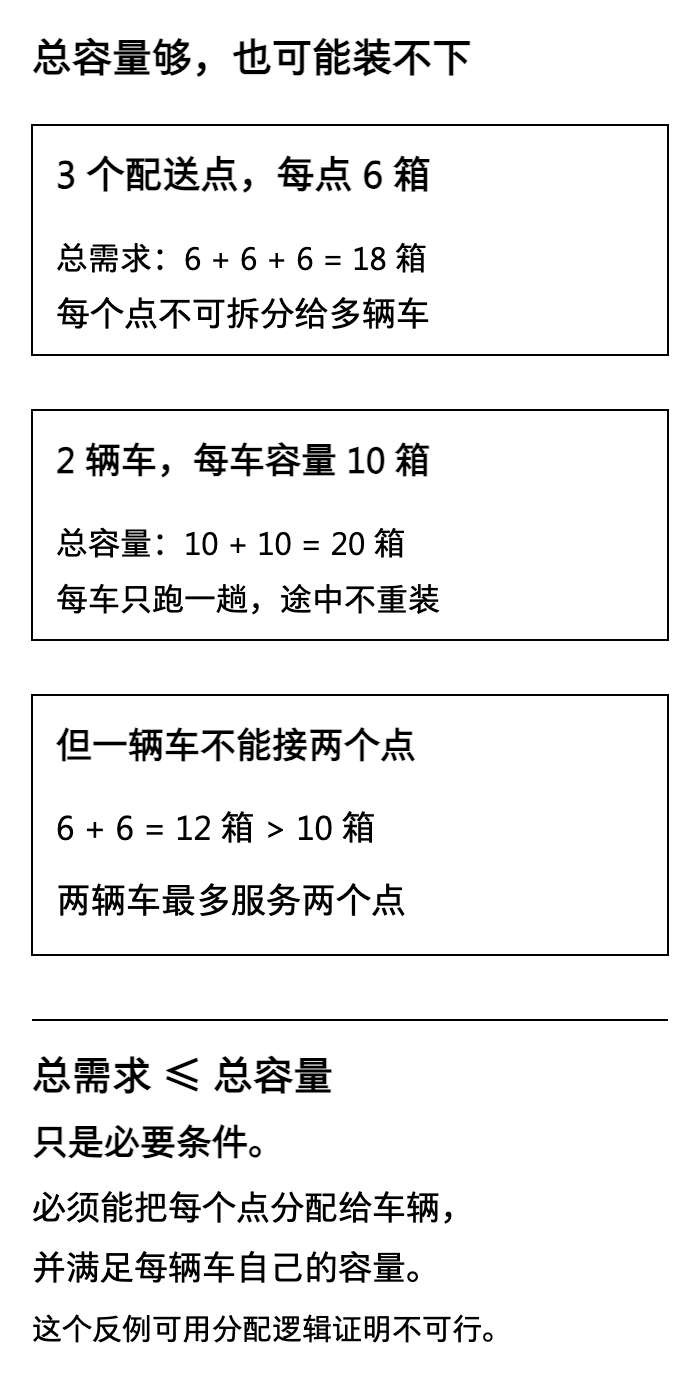 总容量够，也可能装不下
3 个配送点，每点 6 箱
总需求：6 + 6 + 6 = 18 箱
每个点不可拆分给多辆车
2 辆车，每车容量 10 箱
总容量：10 + 10 = 20 箱
每车只跑一趟，途中不重装
但一辆车不能接两个点
6 + 6 = 12 箱 > 10 箱
两辆车最多服务两个点
总需求 ≤ 总容量
只是必要条件。
必须能把每个点分配给车辆，
并满足每辆车自己的容量。
这个反例可用分配逻辑证明不可行。